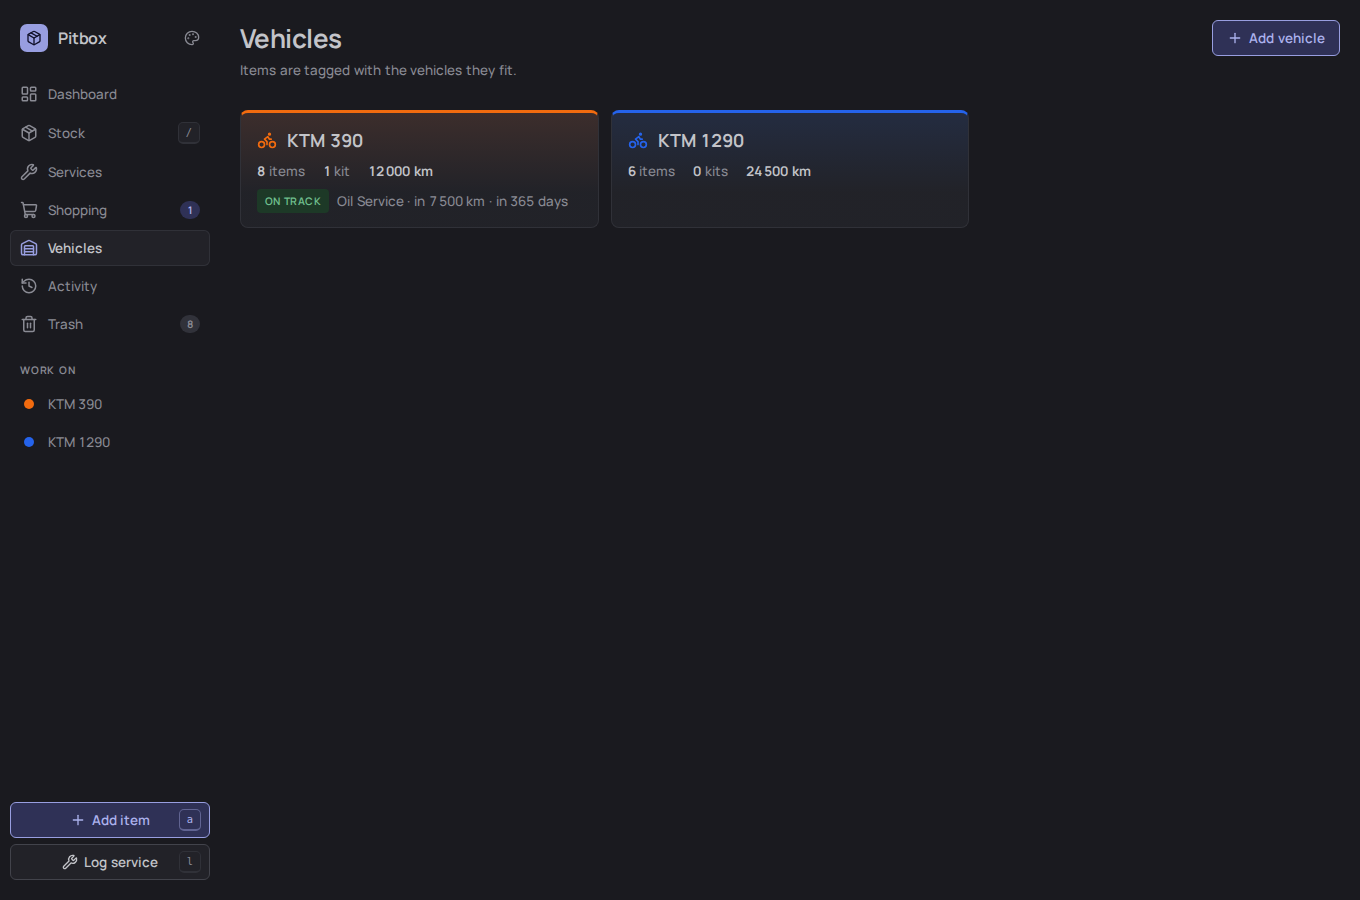 Pitbox
Dashboard
Stock /
Services
Shopping 1
Vehicles
Activity
Trash 8
WORK ON
KTM 390
KTM 1290
Add item a
Log service l
Vehicles
Items are tagged with the vehicles they fit.
Add vehicle
KTM 390
8 items 1 kit 12 000 km
ON TRACK Oil Service · in 7 500 km · in 365 days
KTM 1290
6 items 0 kits 24 500 km